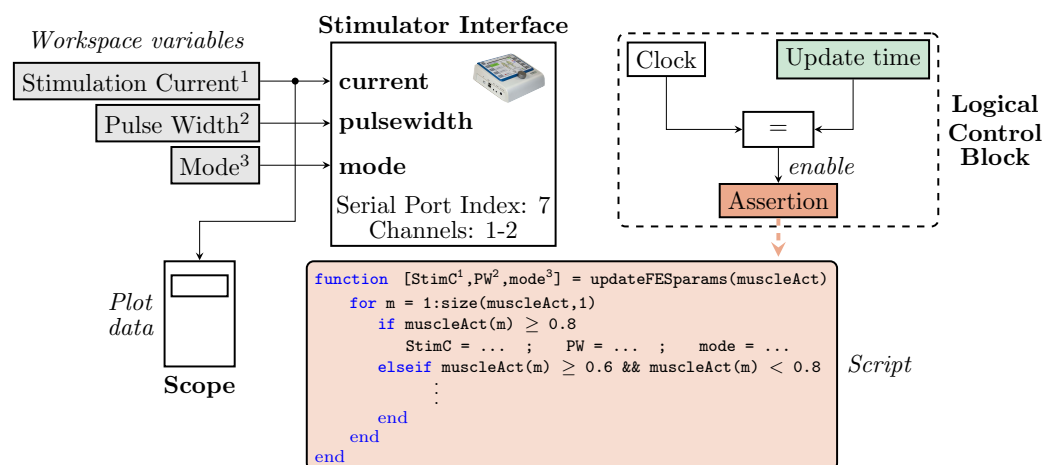 Workspace variables
Stimulation Current¹
Pulse Width²
Mode³
Stimulator Interface
current
pulsewidth
mode
Serial Port Index: 7
Channels: 1-2
Clock
Update time
=
enable
Assertion
Logical
Control
Block
Plot
data
Scope
function [StimC¹,PW²,mode³] = updateFESparams(muscleAct)
for m = 1:size(muscleAct,1)
if muscleAct(m) ≥ 0.8
StimC = ... ; PW = ... ; mode = ...
elseif muscleAct(m) ≥ 0.6 && muscleAct(m) < 0.8
⋮
end
end
end
Script